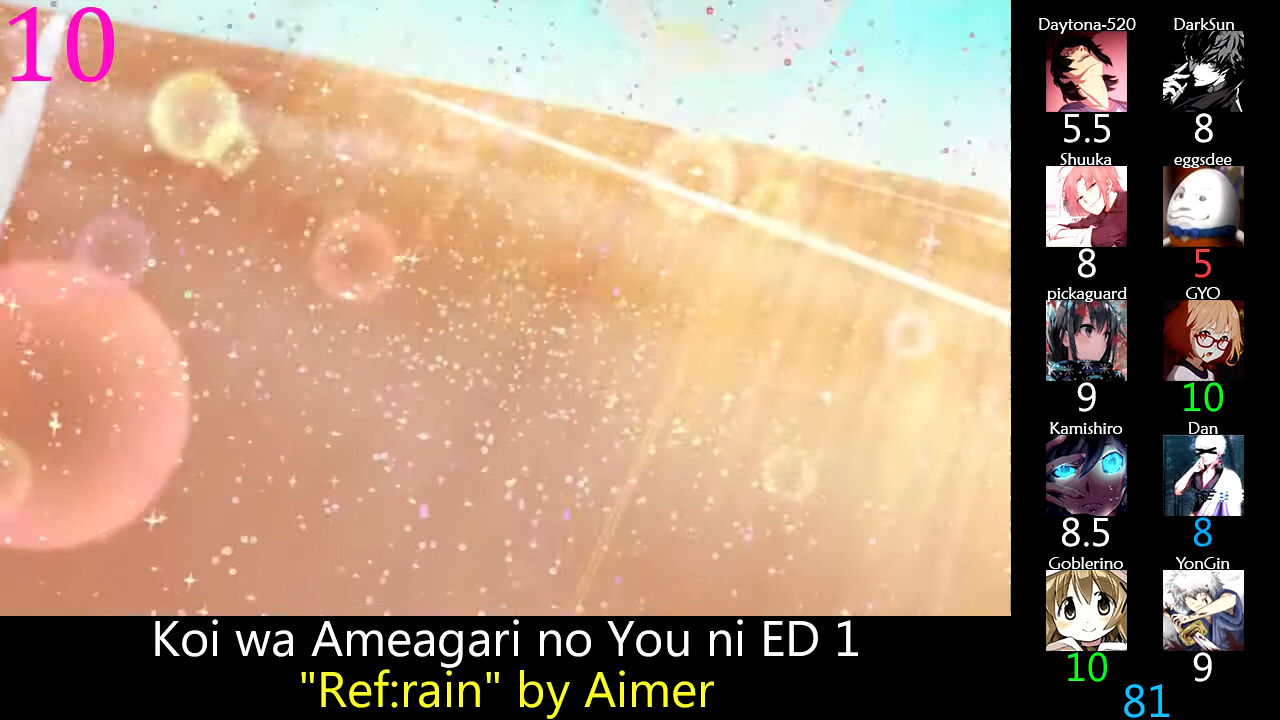 10
Daytona-520 DarkSun
5.5 8
Shuuka eggsdee
8 5
pickaguard GYO
9 10
Kamishiro Dan
8.5 8
Goblerino YonGin
10 9
81
Koi wa Ameagari no You ni ED 1
"Ref:rain" by Aimer